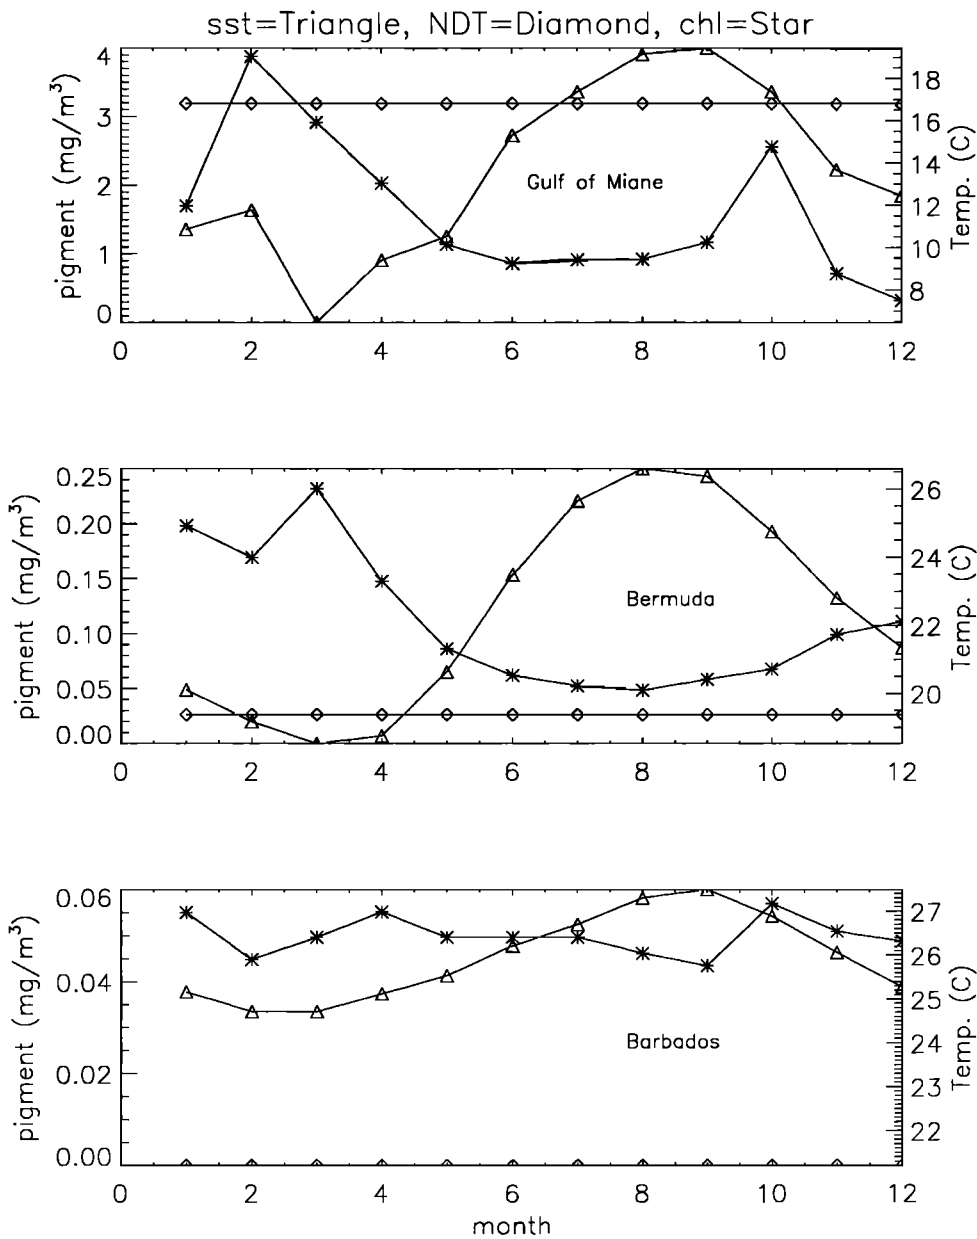 sst=Triangle, NDT=Diamond, chl=Star
pigment (mg/m³)
4
3
2
1
0
Gulf of Miane
18
16
14
12
10
8
Temp. (C)
0 2 4 6 8 10 12
pigment (mg/m³)
0.25
0.20
0.15
0.10
0.05
0.00
Bermuda
26
24
22
20
Temp. (C)
0 2 4 6 8 10 12
pigment (mg/m³)
0.06
0.04
0.02
0.00
Barbados
27
26
25
24
23
22
Temp. (C)
0 2 4 6 8 10 12
month